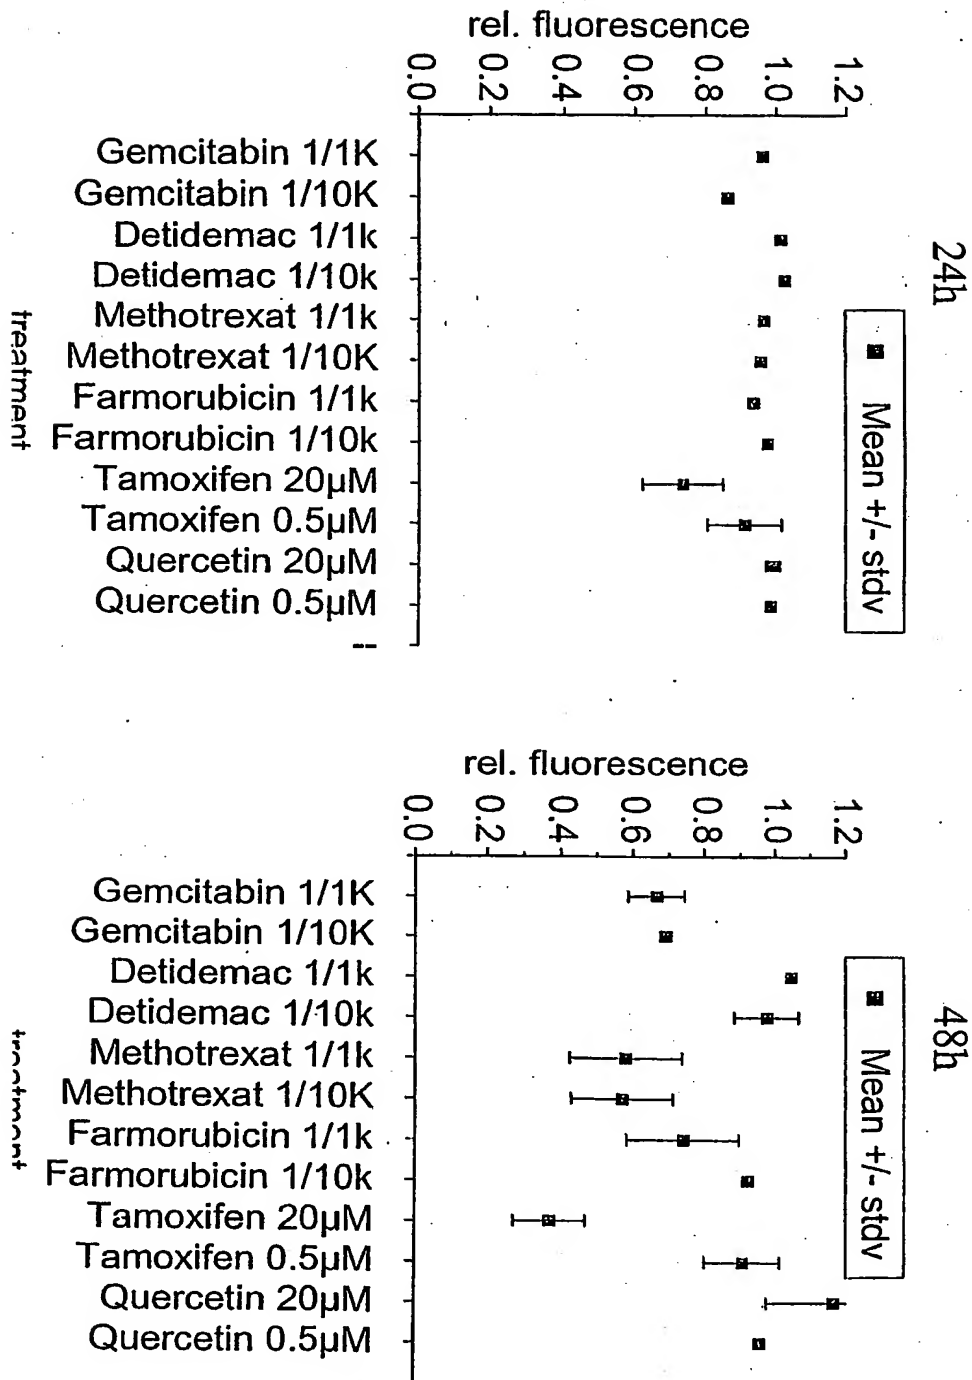 24h
rel. fluorescence
1.2
1.0
0.8
0.6
0.4
0.2
0.0
Mean +/- stdv
Gemcitabin 1/1K
Gemcitabin 1/10K
Detidemac 1/1k
Detidemac 1/10k
Methotrexat 1/1k
Methotrexat 1/10K
Farmorubicin 1/1k
Farmorubicin 1/10k
Tamoxifen 20µM
Tamoxifen 0.5µM
Quercetin 20µM
Quercetin 0.5µM
--
treatment
48h
rel. fluorescence
1.2
1.0
0.8
0.6
0.4
0.2
0.0
Mean +/- stdv
Gemcitabin 1/1K
Gemcitabin 1/10K
Detidemac 1/1k
Detidemac 1/10k
Methotrexat 1/1k
Methotrexat 1/10K
Farmorubicin 1/1k
Farmorubicin 1/10k
Tamoxifen 20µM
Tamoxifen 0.5µM
Quercetin 20µM
Quercetin 0.5µM
treatment